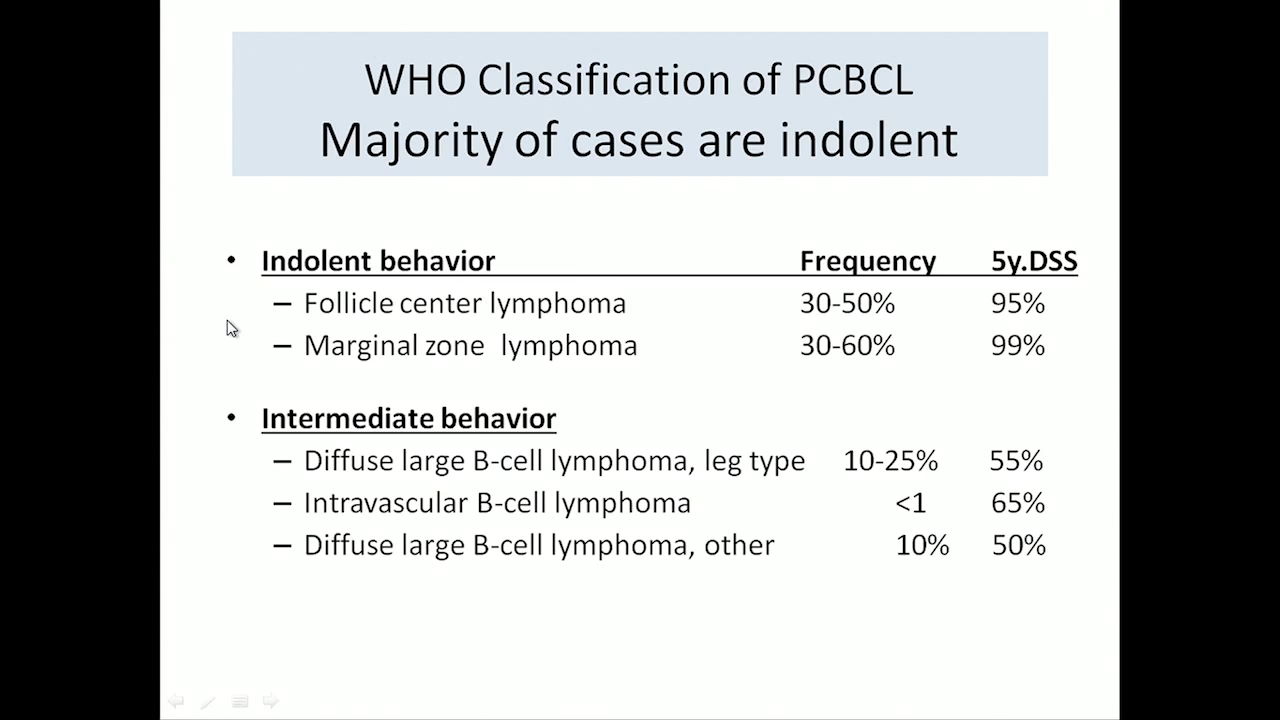 WHO Classification of PCBCL
Majority of cases are indolent
• Indolent behavior Frequency 5y.DSS
– Follicle center lymphoma 30-50% 95%
– Marginal zone lymphoma 30-60% 99%
• Intermediate behavior
– Diffuse large B-cell lymphoma, leg type 10-25% 55%
– Intravascular B-cell lymphoma <1 65%
– Diffuse large B-cell lymphoma, other 10% 50%